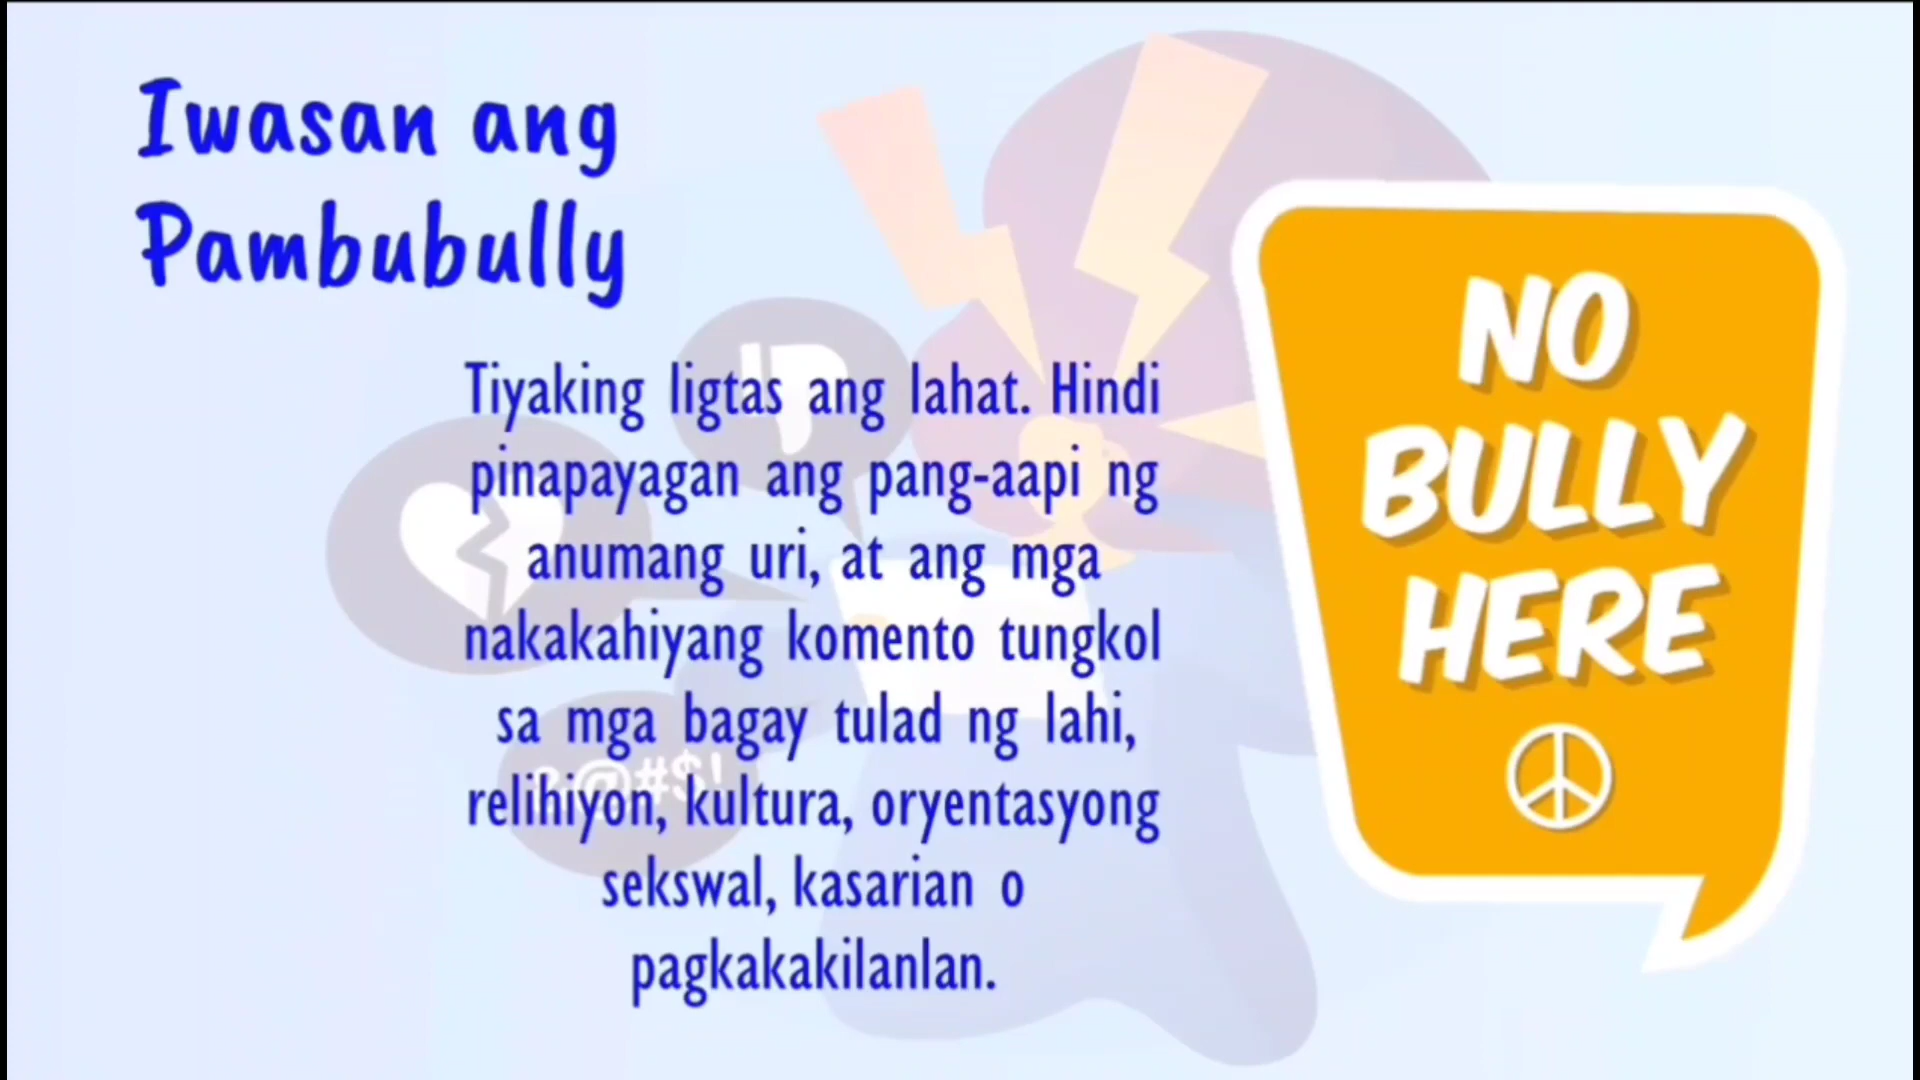 Iwasan ang
Pambubully
Tiyaking ligtas ang lahat. Hindi
pinapayagan ang pang-aapi ng
anumang uri, at ang mga
nakakahiyang komento tungkol
sa mga bagay tulad ng lahi,
relihiyon, kultura, oryentasyong
sekswal, kasarian o
pagkakakilanlan.
&@#$!
NO
BULLY
HERE